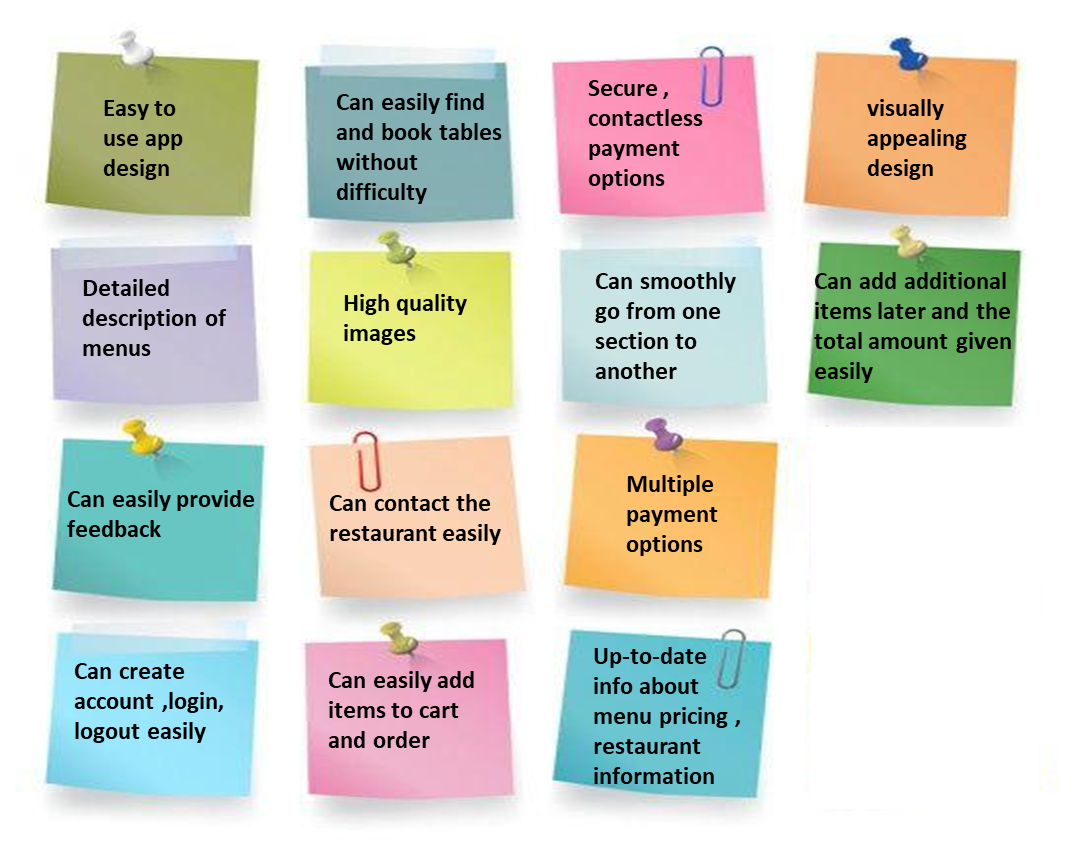 Easy to
use app
design
Can easily find
and book tables
without
difficulty
Secure ,
contactless
payment
options
visually
appealing
design
Detailed
description of
menus
High quality
images
Can smoothly
go from one
section to
another
Can add additional
items later and the
total amount given
easily
Can easily provide
feedback
Can contact the
restaurant easily
Multiple
payment
options
Can create
account ,login,
logout easily
Can easily add
items to cart
and order
Up-to-date
info about
menu pricing ,
restaurant
information